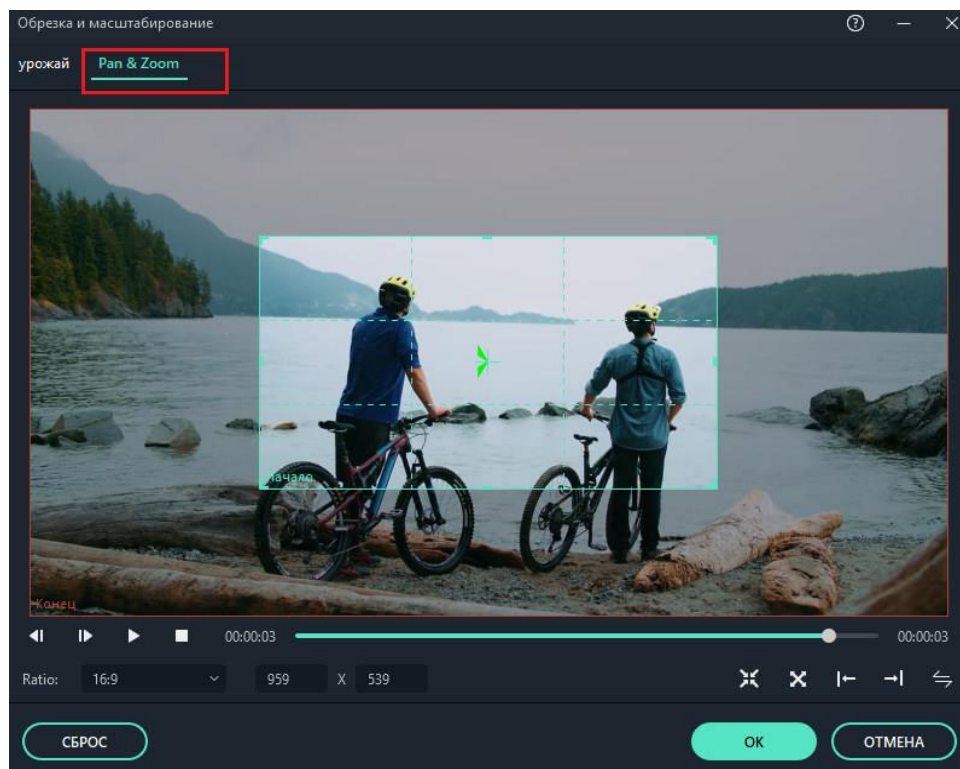 Обрезка и масштабирование
урожай Pan & Zoom
Начало
Конец
00:00:03 00:00:03
Ratio: 16:9 959 X 539
СБРОС OK ОТМЕНА